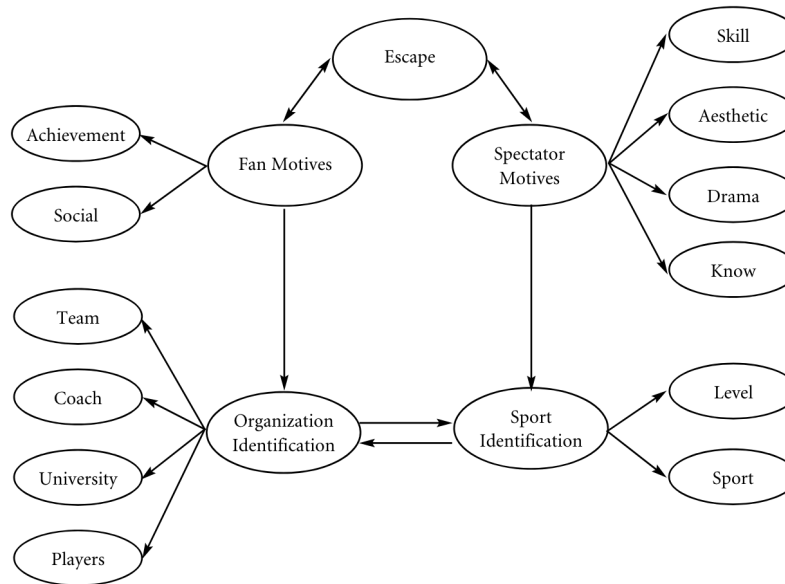 Escape
Skill
Aesthetic
Drama
Know
Achievement
Social
Fan Motives
Spectator
Motives
Team
Coach
University
Players
Organization
Identification
Sport
Identification
Level
Sport